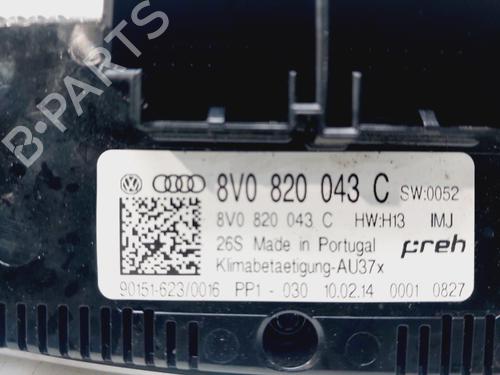 B-PARTS
8V0 820 043 C SW:0052
8V0 820 043 C HW:H13 IMJ
26S Made in Portugal preh
Klimabetaetigung-AU37x
90151-623/0016 PP1 - 030 10.02.14 0001 0827